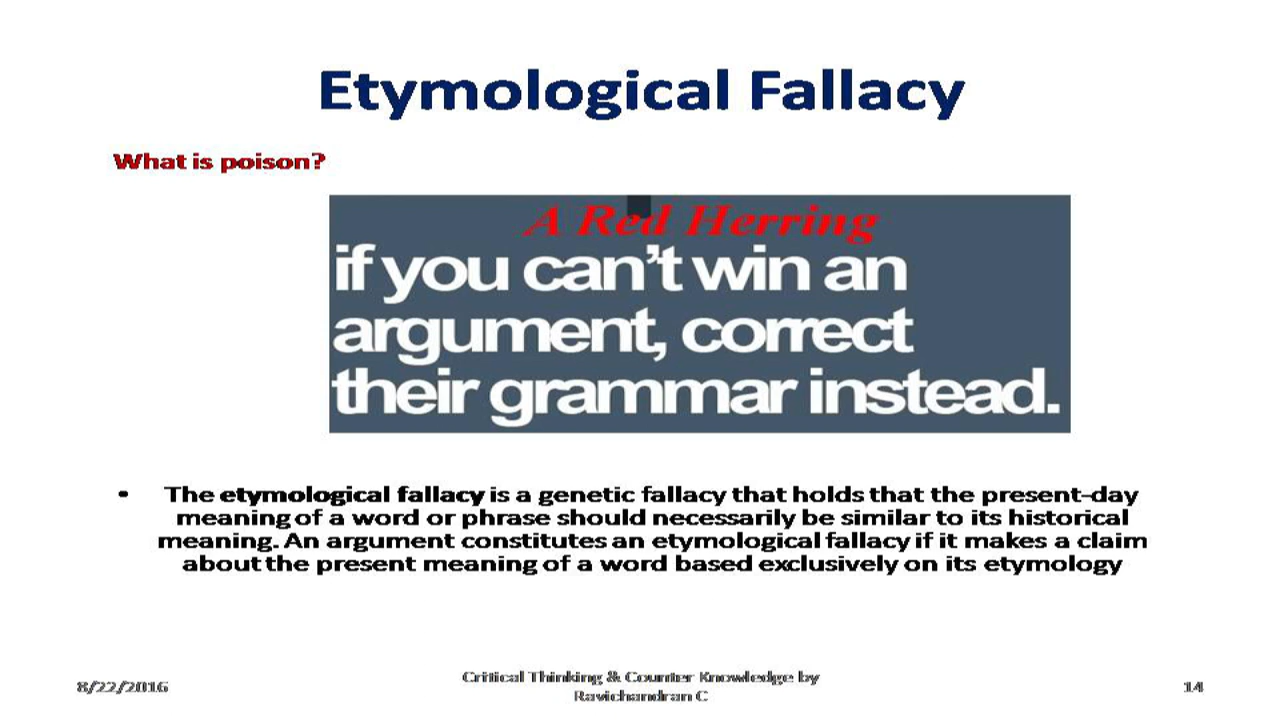 Etymological Fallacy
What is poison?
A Red Herring
if you can't win an
argument, correct
their grammar instead.
• The etymological fallacy is a genetic fallacy that holds that the present-day
meaning of a word or phrase should necessarily be similar to its historical
meaning. An argument constitutes an etymological fallacy if it makes a claim
about the present meaning of a word based exclusively on its etymology
8/22/2016
Critical Thinking & Counter Knowledge by
Ravichandran C
14